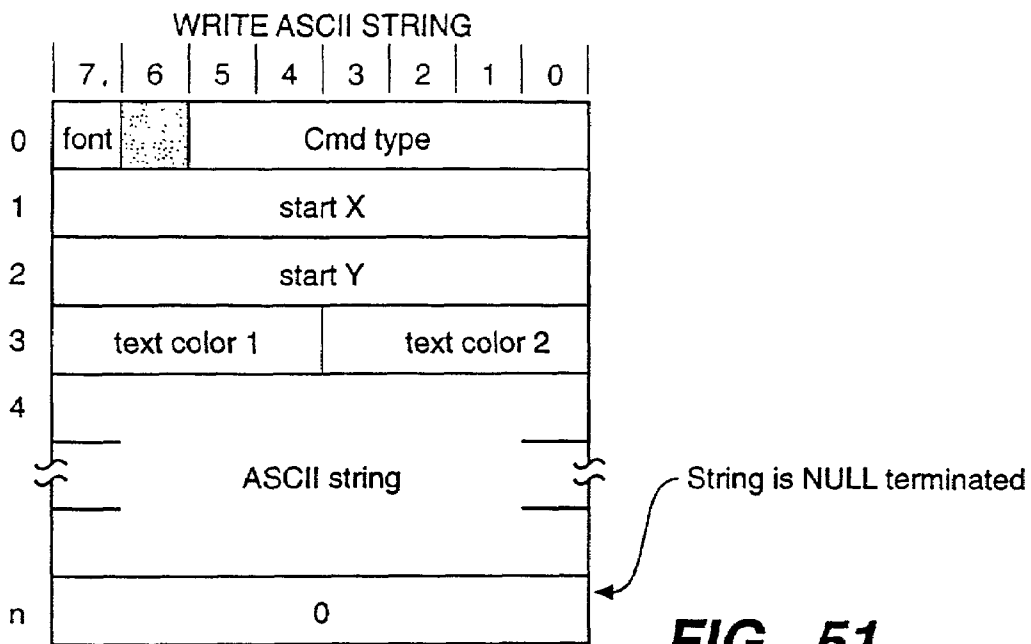 WRITE ASCII STRING
7. 6 5 4 3 2 1 0
0 font Cmd type
1 start X
2 start Y
3 text color 1 text color 2
4
ASCII string
String is NULL terminated
n 0
FIG. 51